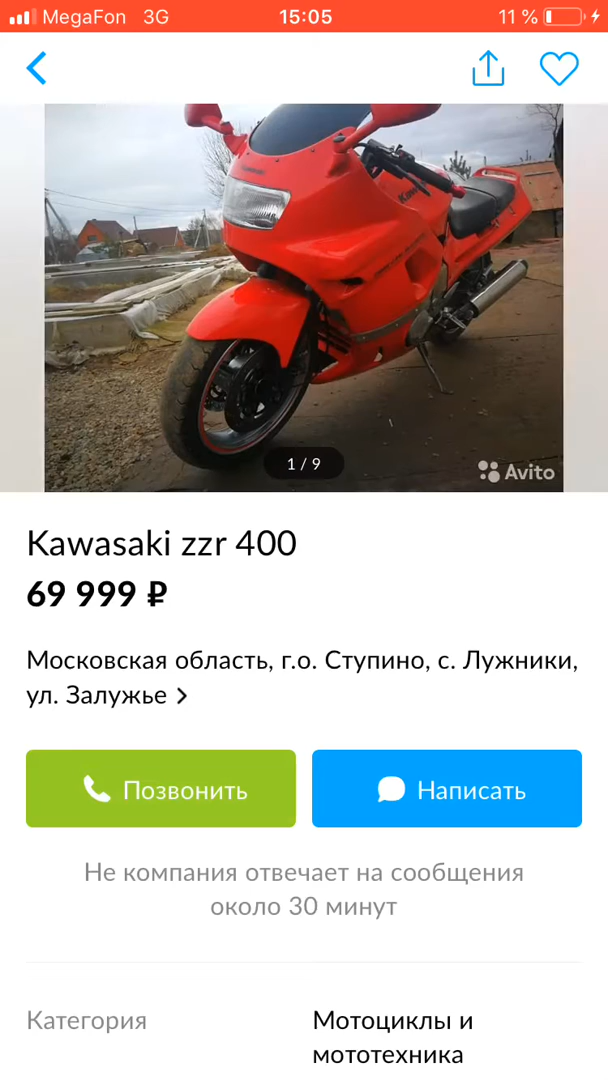 MegaFon 3G 15:05 11 %
1 / 9
Avito
Kawasaki zzr 400
69 999 ₽
Московская область, г.о. Ступино, с. Лужники,
ул. Залужье
Позвонить
Написать
Не компания отвечает на сообщения
около 30 минут
Категория
Мотоциклы и
мототехника